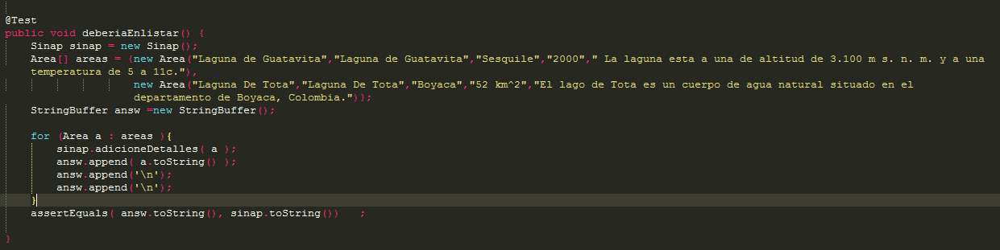 @Test
public void deberiaEnlistar() {
Sinap sinap = new Sinap();
Area[] areas = {new Area("Laguna de Guatavita","Laguna de Guatavita","Sesquile","2000"," La laguna esta a una de altitud de 3.100 m s. n. m. y a una
temperatura de 5 a 11c."),
new Area("Laguna De Tota","Laguna De Tota","Boyaca","52 km^2","El lago de Tota es un cuerpo de agua natural situado en el
departamento de Boyaca, Colombia.")};
StringBuffer answ =new StringBuffer();
for (Area a : areas ){
sinap.adicioneDetalles( a );
answ.append( a.toString() );
answ.append('\n');
answ.append('\n');
}
assertEquals( answ.toString(), sinap.toString())   ;
}